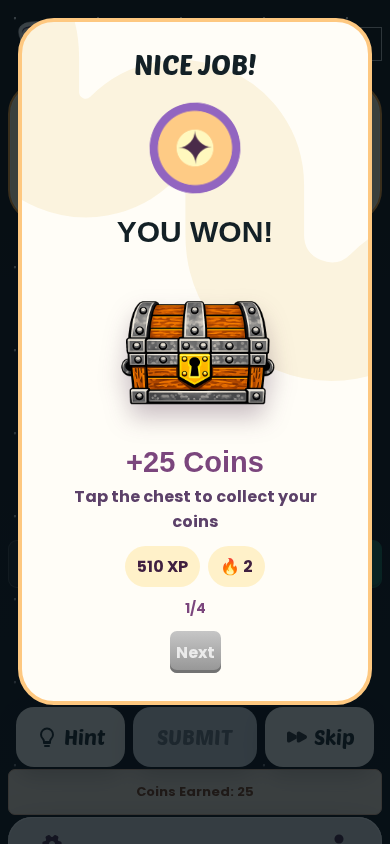 NICE JOB!
YOU WON!
+25 Coins
Tap the chest to collect your
coins
510 XP
🔥 2
1/4
Next
Hint
SUBMIT
Skip
Coins Earned: 25